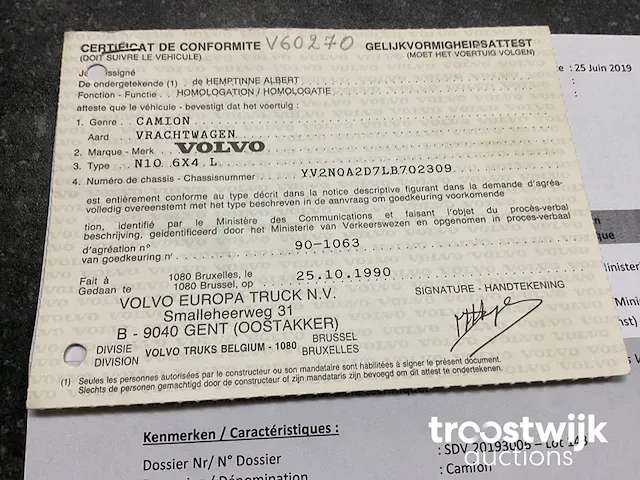 CERTIFICAT DE CONFORMITE V60270 GELIJKVORMIGHEIDSATTEST
(DOIT SUIVRE LE VEHICULE) (MOET HET VOERTUIG VOLGEN)
De ondergetekende (1) de HEMPTINNE ALBERT
Fonction - Functie HOMOLOGATION / HOMOLOGATIE
atteste que le véhicule - bevestigt dat het voertuig :
1. Genre CAMION
Aard VRACHTWAGEN
2. Marque - Merk VOLVO
3. Type N10 6X4 L
4. Numéro de chassis - Chassisnummer YV2N0A2D7LB702309
est entièrement conforme au type décrit dans la notice descriptive figurant dans la demande d'agréa-
volledig overeenstemt met het type beschreven in de aanvraag om goedkeuring voorkomende
tion, identifié par le Ministère des Communications et faisant l'objet du procès-verbal
beschrijving, geidentificeerd door het Ministerie van Verkeerswezen en opgenomen in proces-verbaal
d'agréation n° 90-1063
van goedkeuring nr
Fait à 1080 Bruxelles, le 25.10.1990
Gedaan te 1080 Brussel, op
VOLVO EUROPA TRUCK N.V. SIGNATURE - HANDTEKENING
Smalleheerweg 31
B - 9040 GENT (OOSTAKKER)
DIVISIE VOLVO TRUKS BELGIUM - 1080 BRUSSEL
DIVISION BRUXELLES
(1) Seules les personnes autorisées par le constructeur ou son mandataire sont habilitées à signer le présent document.
Slechts de personen gemachtigd door de constructeur of zijn mandataris zijn bevoegd om dit attest te ondertekenen.
: 25 Juin 2019
Kenmerken / Caractéristiques :
Dossier Nr/ N° Dossier : SDV 20193005 – Lot 143
: Camion
troostwijk
auctions